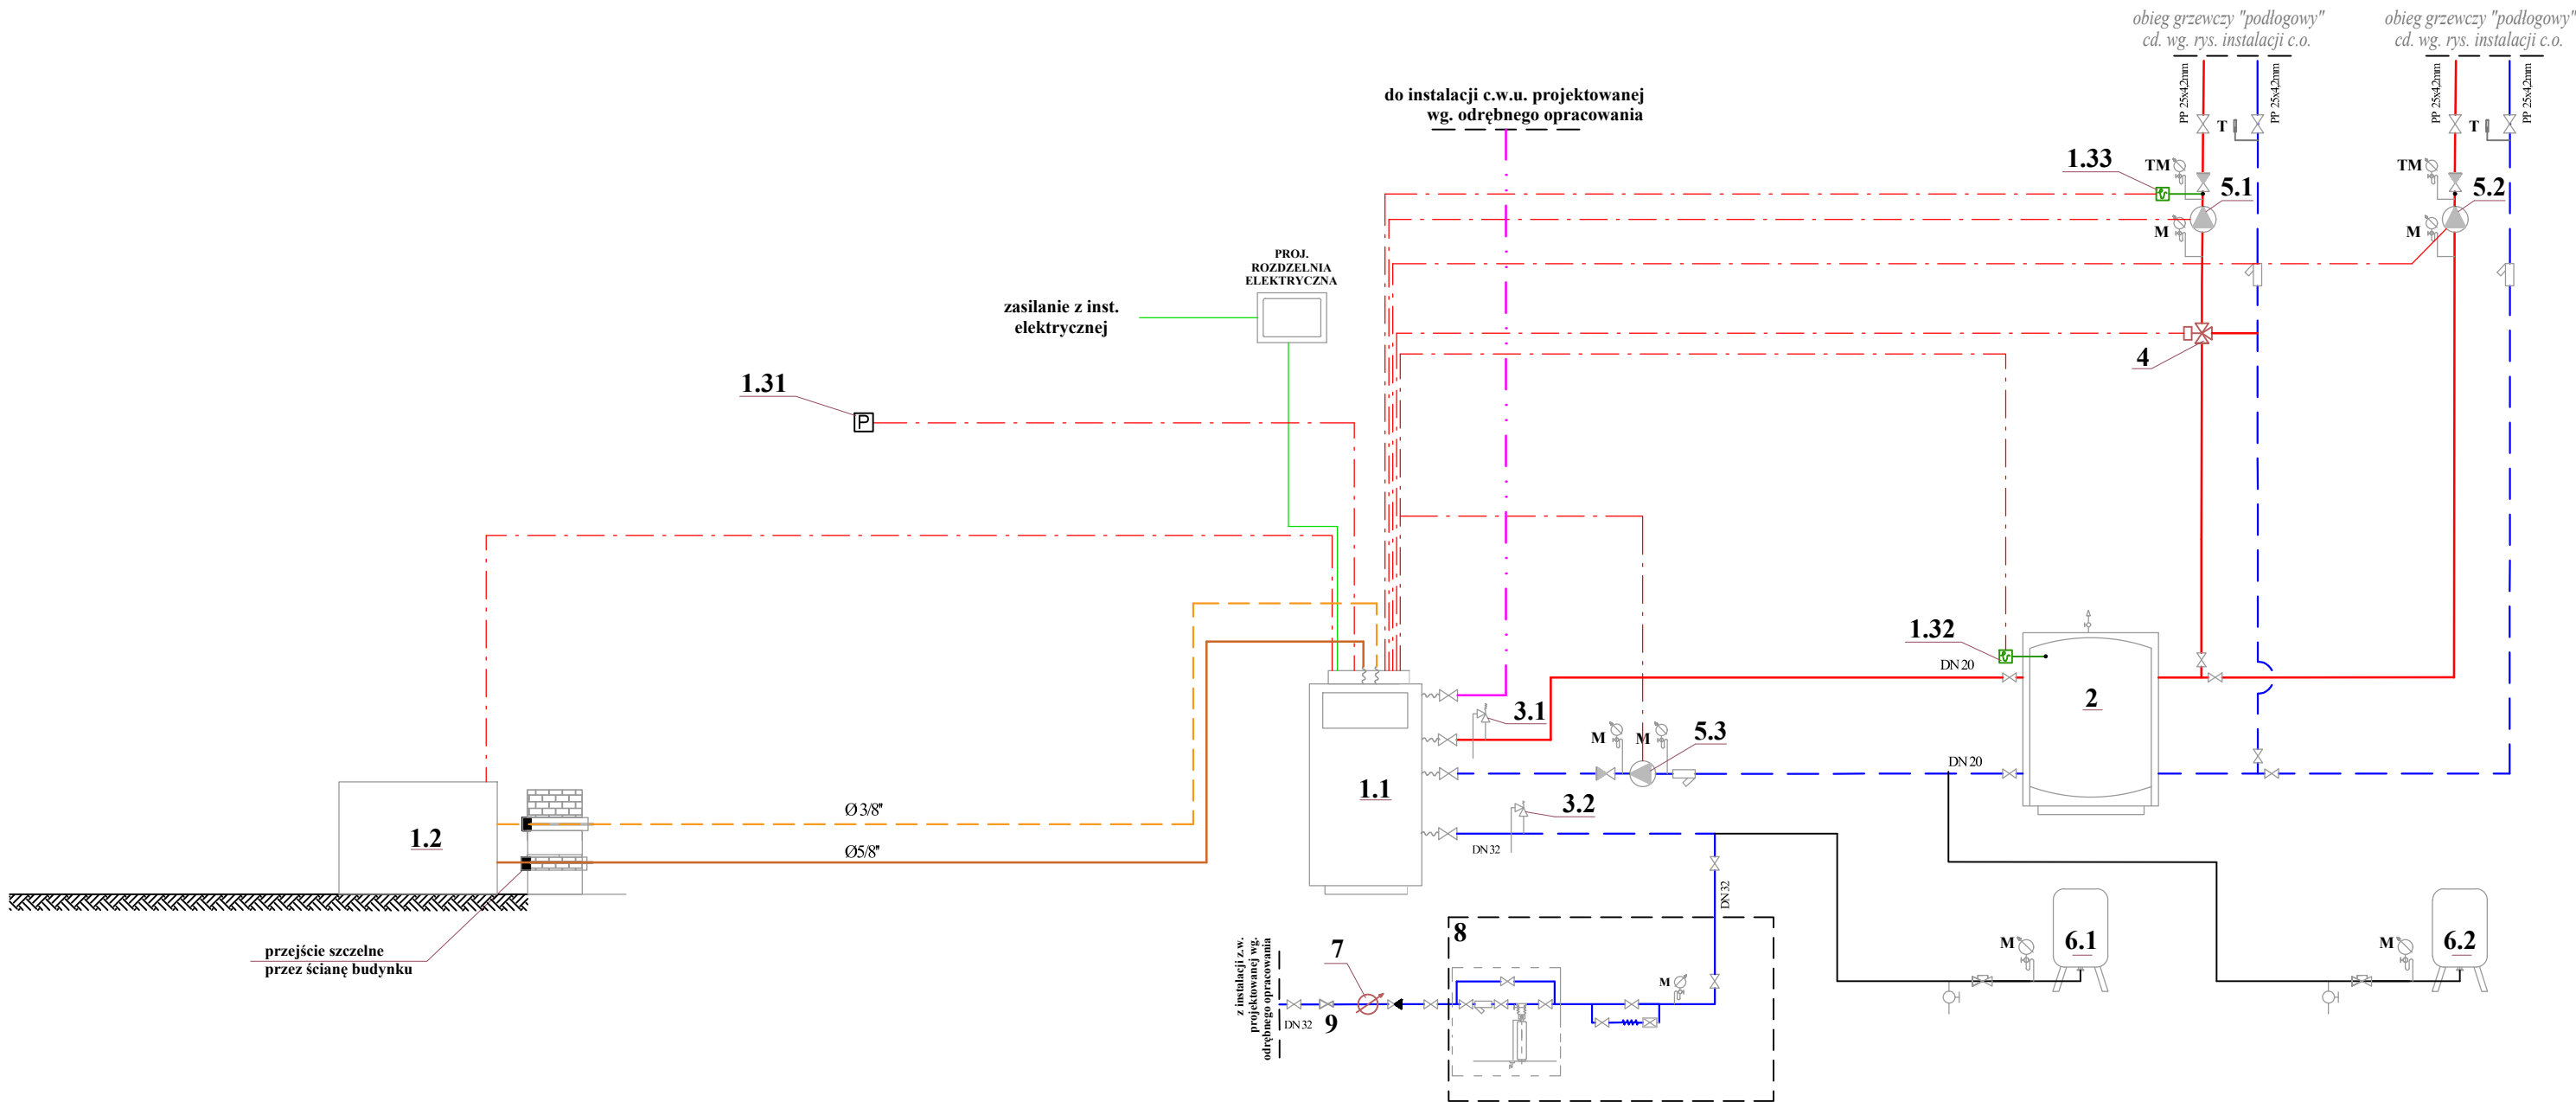 obieg grzewczy "podlogowy"
cd. wg. rys. instalacji c.o.
obieg grzewczy "podlogowy"
cd. wg. rys. instalacji c.o.
PP 25x4,2mm
PP 25x4,2mm
PP 25x4,2mm
PP 25x4,2mm
do instalacji c.w.u. projektowanej
wg. odrębnego opracowania
T
T
1.33
TM
5.1
TM
5.2
M
M
PROJ.
ROZDZELNIA
ELEKTRYCZNA
zasilanie z inst.
elektrycznej
4
1.31
P
1.32
DN 20
2
3.1
M
M
5.3
DN 20
1.1
3.2
Ø 3/8"
1.2
Ø5/8"
DN 32
DN 32
przejście szczelne
przez ścianę budynku
z instalacji z.w.
projektowanej wg.
odrębnego opracowania
7
8
M
6.1
M
6.2
M
DN 32
9